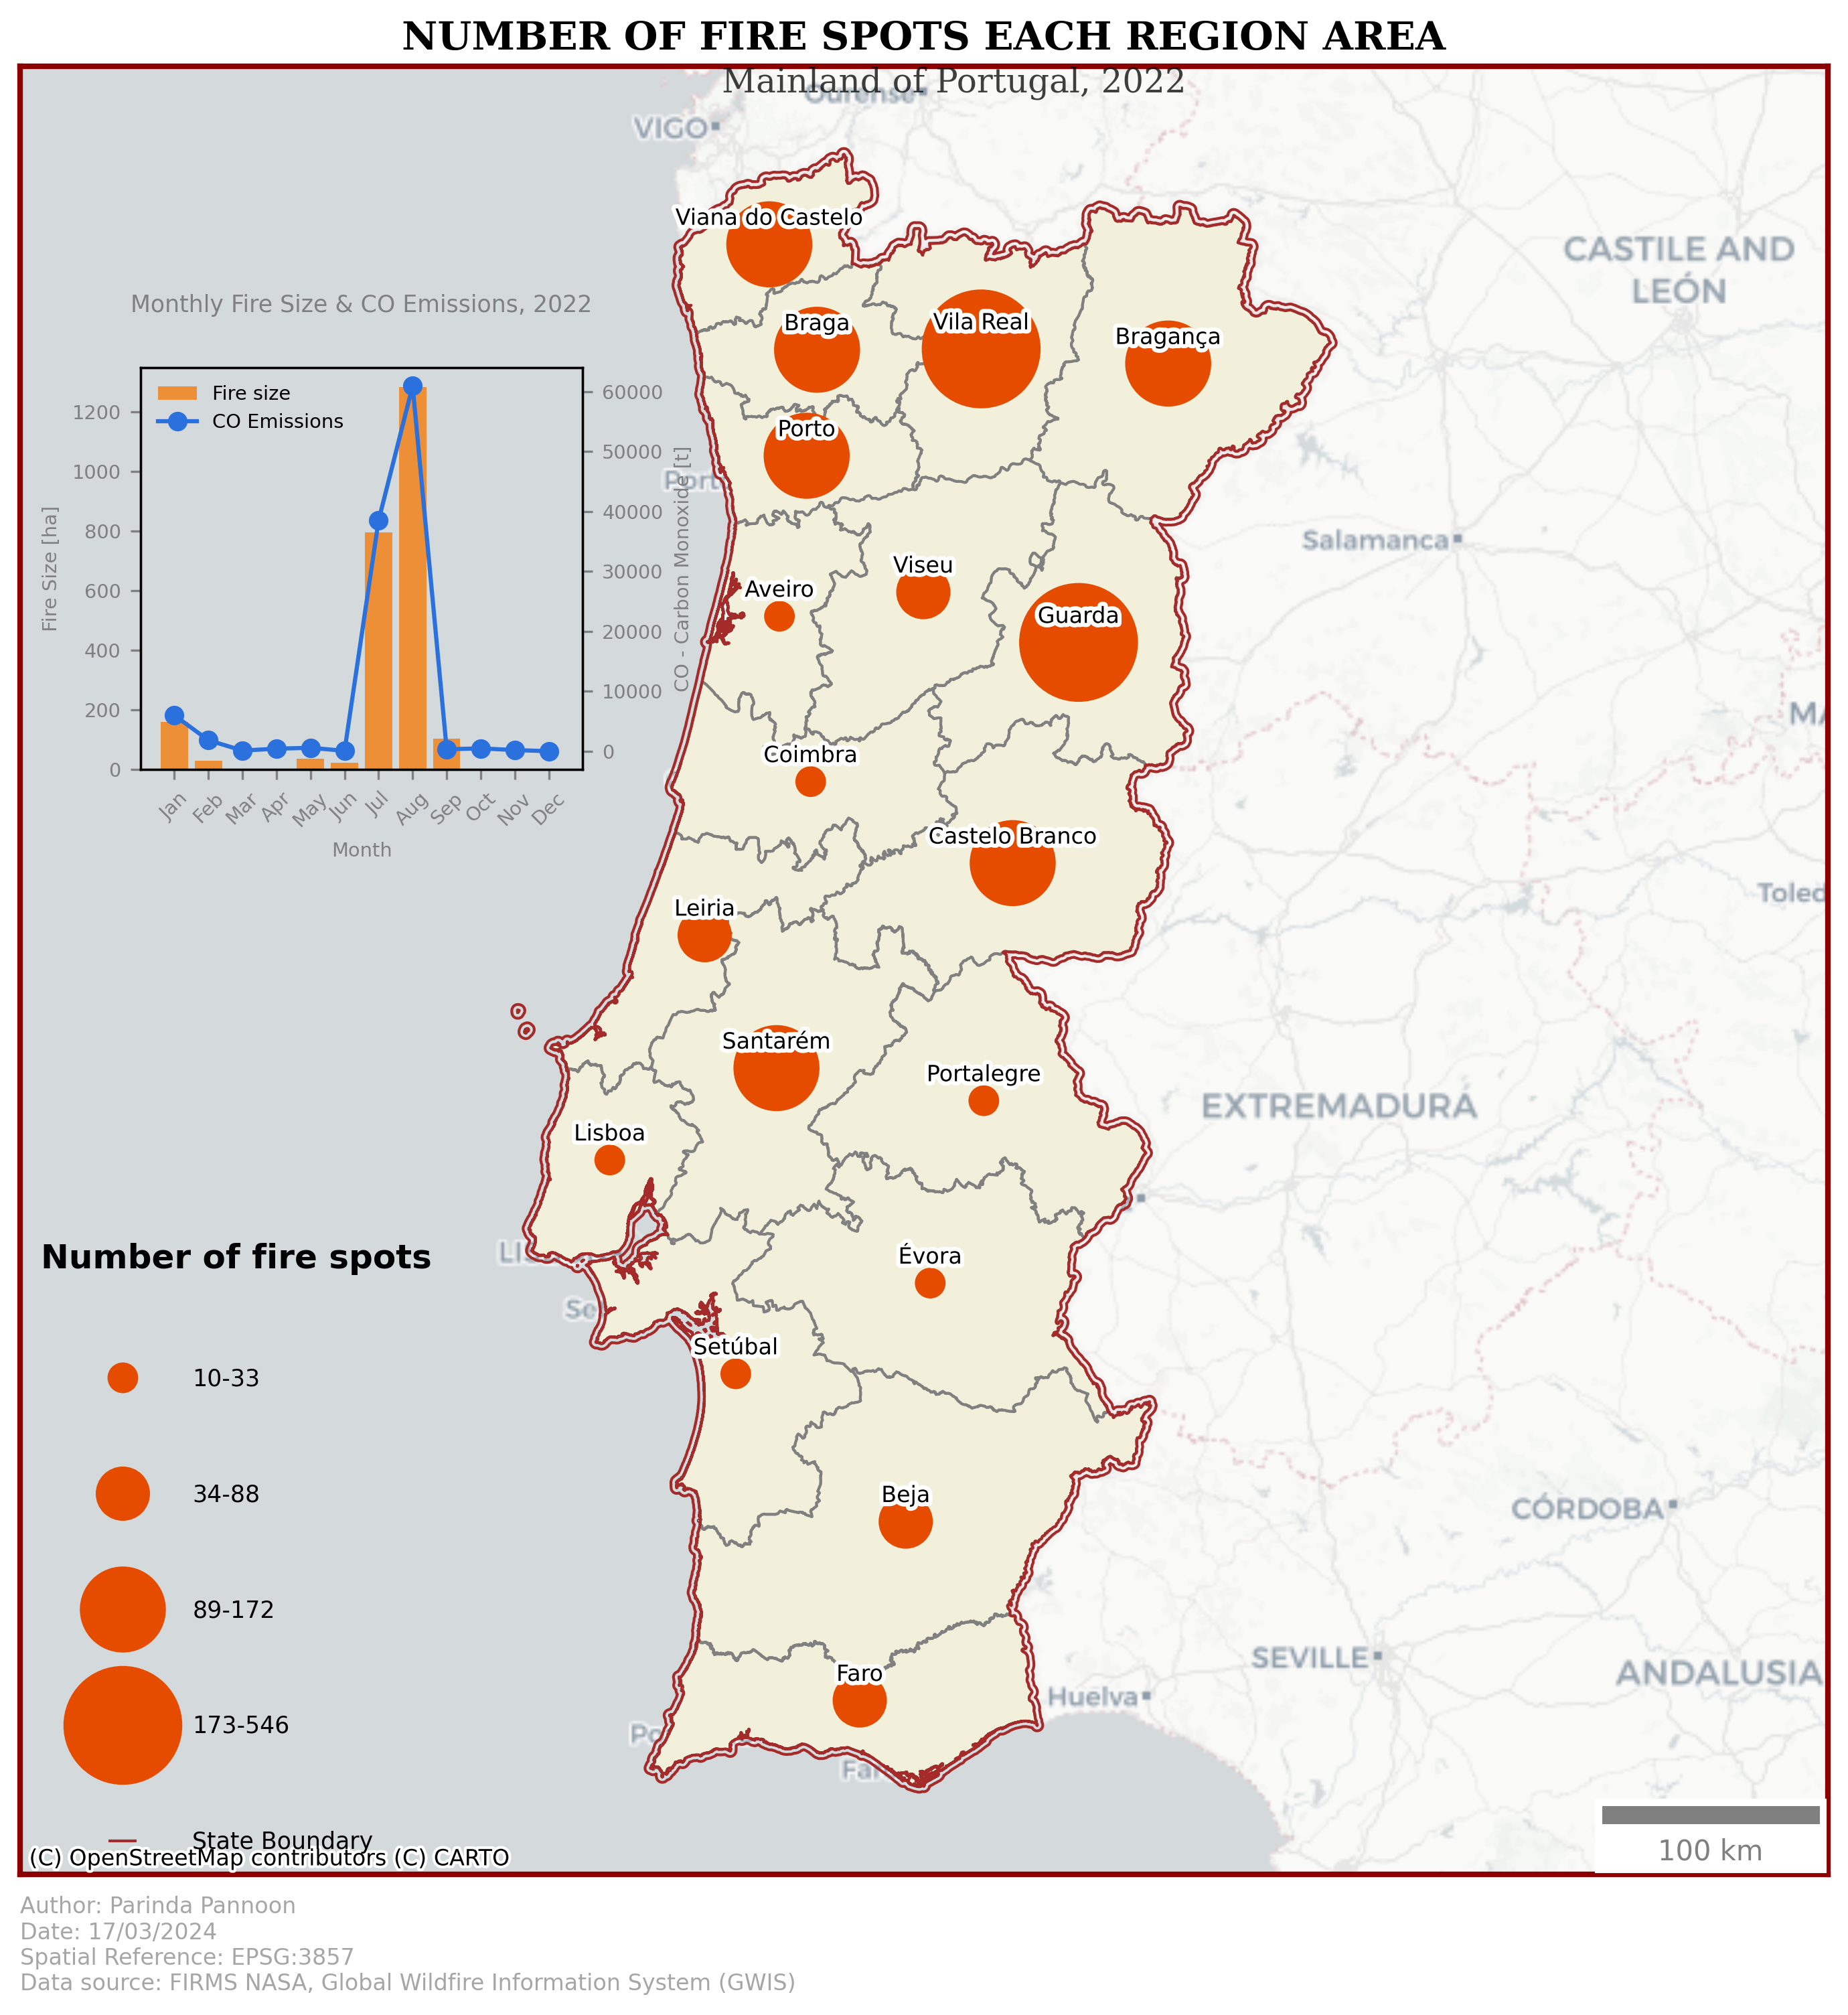 NUMBER OF FIRE SPOTS EACH REGION AREA
Mainland of Portugal, 2022
Ourense
VIGO
Viana do Castelo
CASTILE AND
LEÓN
Monthly Fire Size & CO Emissions, 2022
Braga
Vila Real
Bragança
Fire size
CO Emissions
1200
1000
800
600
400
200
0
Fire Size [ha]
60000
50000
40000
30000
20000
10000
0
CO - Carbon Monoxide [t]
Jan
Feb
Mar
Apr
May
Jun
Jul
Aug
Sep
Oct
Nov
Dec
Month
Porto
Port
Salamanca
Viseu
Aveiro
Guarda
MA
Coimbra
Castelo Branco
Toled
Leiria
Santarém
Portalegre
EXTREMADURA
Lisboa
LIS
Évora
Number of fire spots
Se
Setúbal
10-33
34-88
Beja
CÓRDOBA
89-172
SEVILLE
Faro
ANDALUSIA
Huelva
173-546
Po
Far
State Boundary
(C) OpenStreetMap contributors (C) CARTO
100 km
Author: Parinda Pannoon
Date: 17/03/2024
Spatial Reference: EPSG:3857
Data source: FIRMS NASA, Global Wildfire Information System (GWIS)